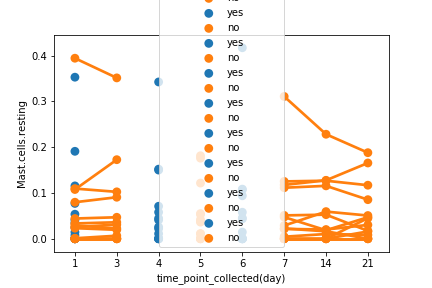 no
yes
no
yes
no
yes
no
yes
no
yes
no
yes
no
yes
no
yes
no
0.4
0.3
0.2
0.1
0.0
Mast.cells.resting
1 3 4 5 6 7 14 21
time_point_collected(day)